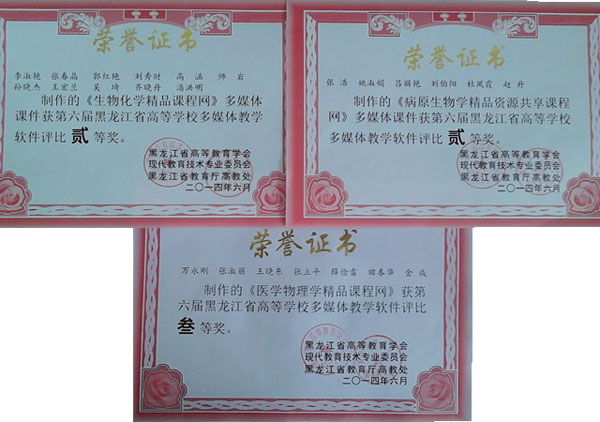 荣誉证书
李淑艳 张春晶 郭红艳 刘秀财 高涵 师岩
孙晓杰 王宏兰 吴琦 齐晓丹 潘洪明
制作的《生物化学精品课程网》多媒体
课件获第六届黑龙江省高等学校多媒体教学
软件评比 贰 等奖。
黑龙江省高等教育学会
现代教育技术专业委员会
黑龙江省教育厅高教处
二〇一四年六月
荣誉证书
张浩 姚淑娟 吕丽艳 刘伯阳 杜凤霞 赵丹
制作的《病原生物学精品资源共享课程
网》多媒体课件获第六届黑龙江省高等学校
多媒体教学软件评比 贰 等奖。
黑龙江省高等教育学会
现代教育技术专业委员会
黑龙江省教育厅高教处
二〇一四年六月
荣誉证书
万永刚 张淑丽 王晓东 张立平 薛俭雷 田春华 金成
制作的《医学物理学精品课程网》获第
六届黑龙江省高等学校多媒体教学软件评比
叁 等奖。
黑龙江省高等教育学会
现代教育技术专业委员会
黑龙江省教育厅高教处
二〇一四年六月